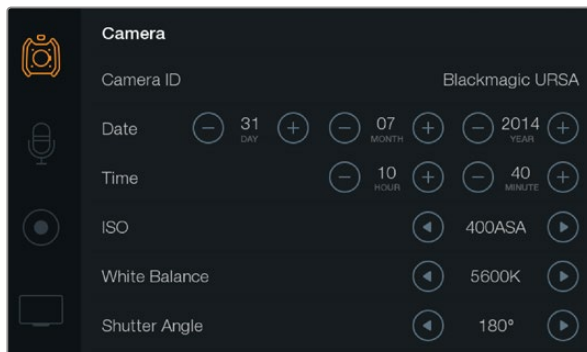 Camera
Camera ID Blackmagic URSA
Date 31 DAY 07 MONTH 2014 YEAR
Time 10 HOUR 40 MINUTE
ISO 400ASA
White Balance 5600K
Shutter Angle 180°